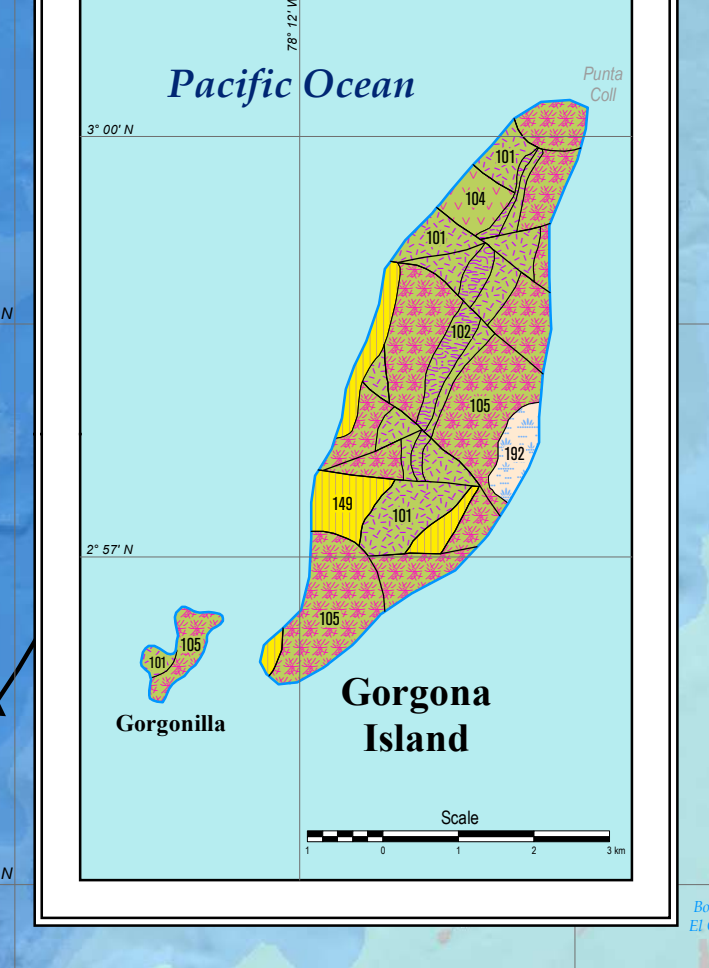 78° 12' W
Pacific Ocean
Punta
Coll
3° 00' N
101
104
101
N
102
105
192
149
101
2° 57' N
105
105
101
Gorgona
Island
Gorgonilla
Scale
1 0 1 2 3 km
N